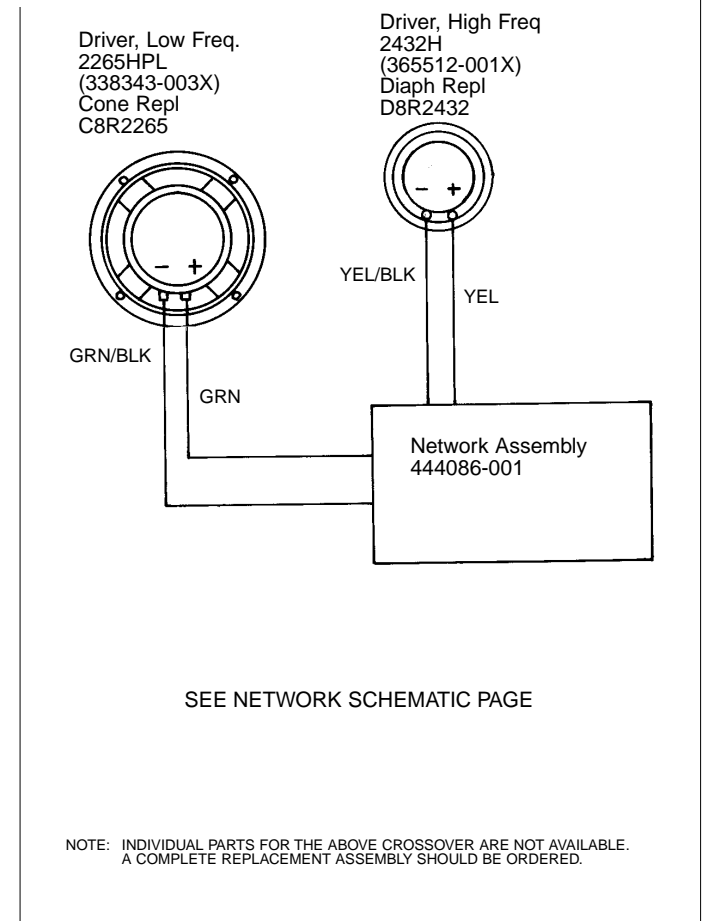 Driver, Low Freq.
2265HPL
(338343-003X)
Cone Repl
C8R2265
Driver, High Freq
2432H
(365512-001X)
Diaph Repl
D8R2432
- +
- +
YEL/BLK
YEL
GRN/BLK
GRN
Network Assembly
444086-001
SEE NETWORK SCHEMATIC PAGE
NOTE: INDIVIDUAL PARTS FOR THE ABOVE CROSSOVER ARE NOT AVAILABLE.
A COMPLETE REPLACEMENT ASSEMBLY SHOULD BE ORDERED.